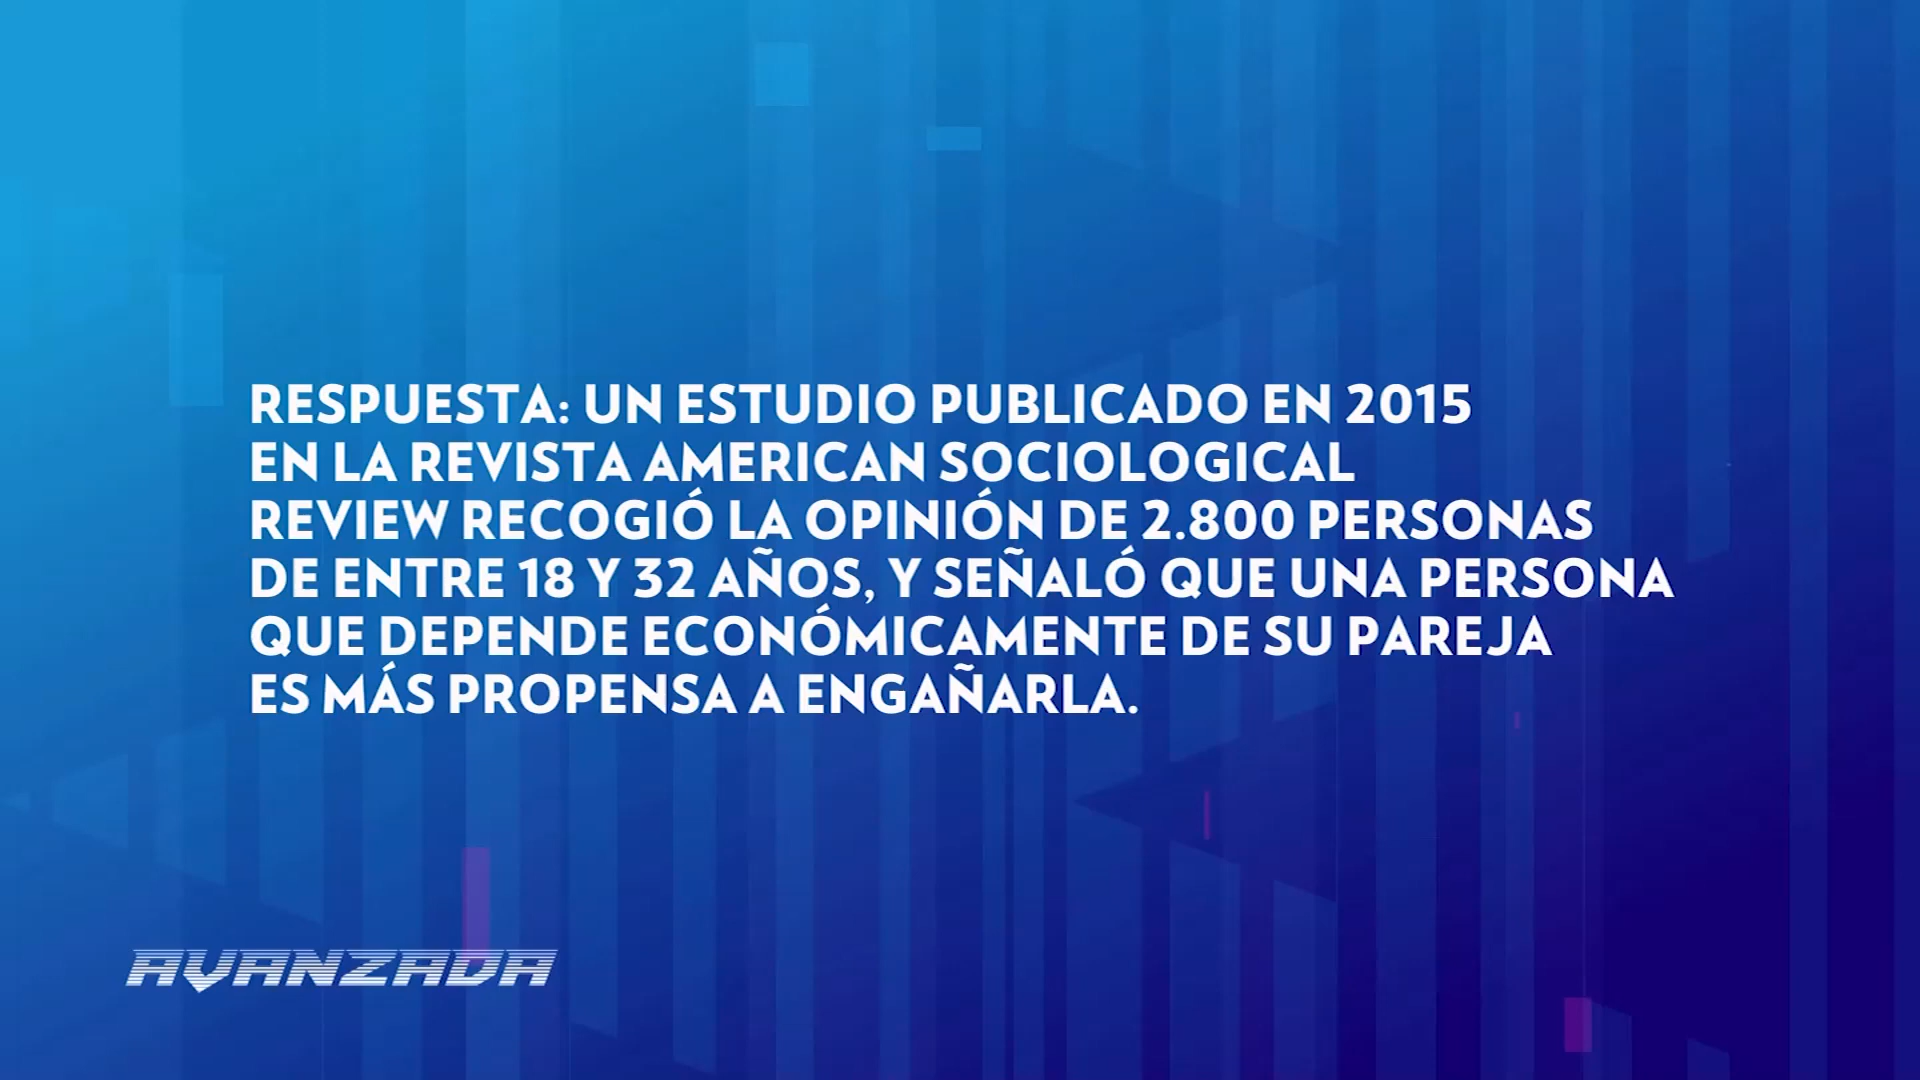 RESPUESTA: UN ESTUDIO PUBLICADO EN 2015
EN LA REVISTA AMERICAN SOCIOLOGICAL
REVIEW RECOGIÓ LA OPINIÓN DE 2.800 PERSONAS
DE ENTRE 18 Y 32 AÑOS, Y SEÑALÓ QUE UNA PERSONA
QUE DEPENDE ECONÓMICAMENTE DE SU PAREJA
ES MÁS PROPENSA A ENGAÑARLA.
AVANZADA